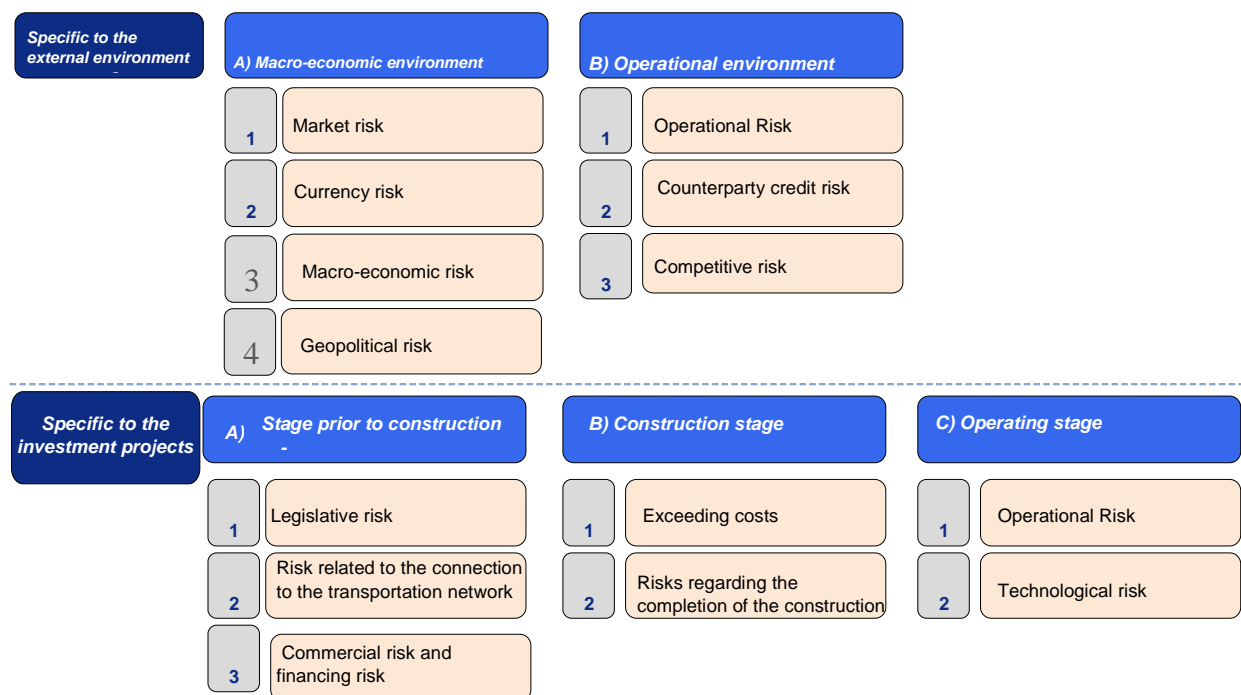 Specific to the
external environment
A) Macro-economic environment
B) Operational environment
1
Market risk
1
Operational Risk
2
Currency risk
2
Counterparty credit risk
3
Macro-economic risk
3
Competitive risk
4
Geopolitical risk
Specific to the
investment projects
A) Stage prior to construction
-
B) Construction stage
C) Operating stage
1
Legislative risk
1
Exceeding costs
1
Operational Risk
2
Risk related to the connection
to the transportation network
2
Risks regarding the
completion of the construction
2
Technological risk
3
Commercial risk and
financing risk